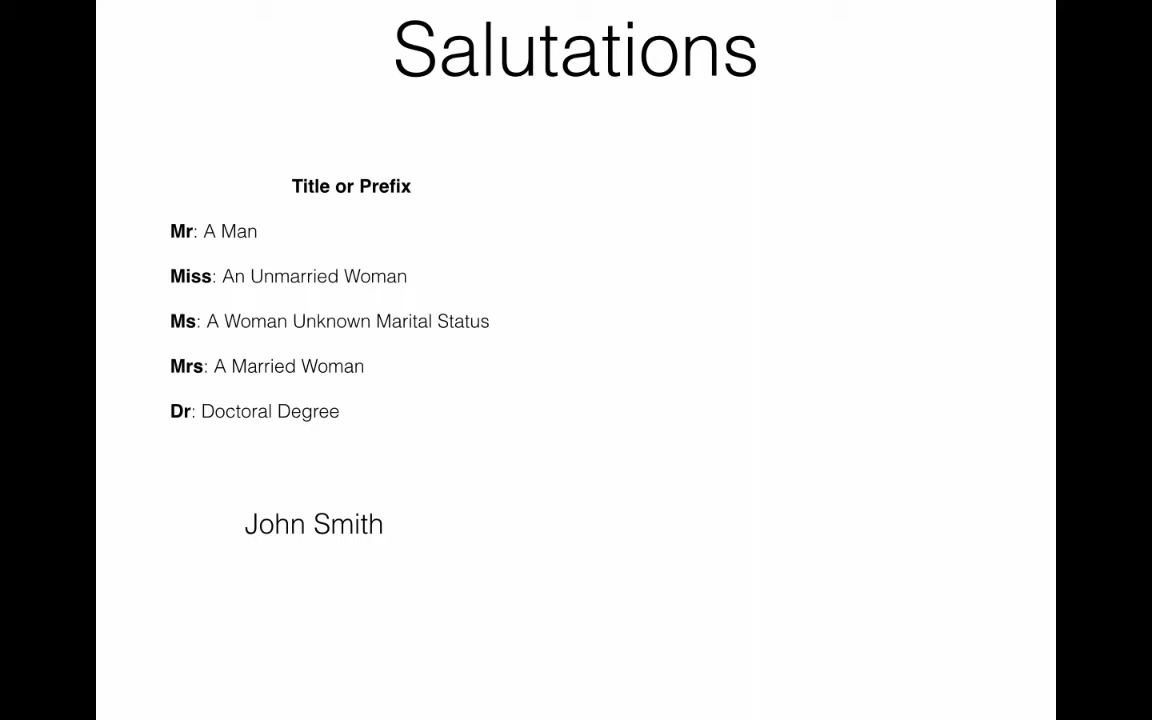 Salutations
Title or Prefix
Mr: A Man
Miss: An Unmarried Woman
Ms: A Woman Unknown Marital Status
Mrs: A Married Woman
Dr: Doctoral Degree
John Smith